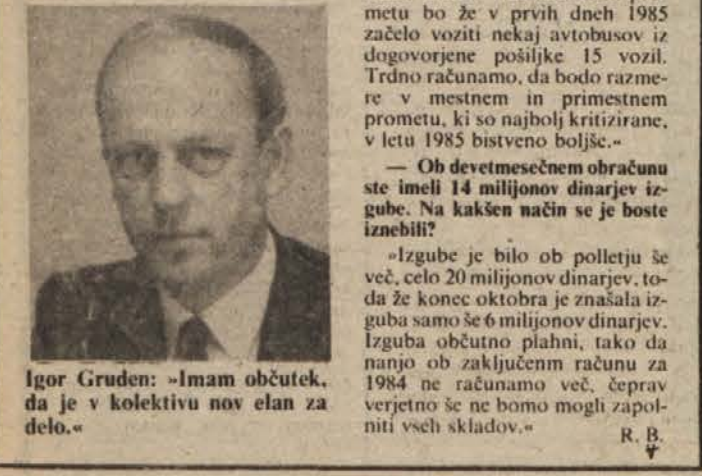 metu bo že v prvih dneh 1985
začelo voziti nekaj avtobusov iz
dogovorjene pošiljke 15 vozil.
Trdno računamo, da bodo razme-
re v mestnem in primestnem
prometu, ki so najbolj kritizirane,
v letu 1985 bistveno boljše.«
— Ob devetmesečnem obračunu
ste imeli 14 milijonov dinarjev iz-
gube. Na kakšen način se je boste
iznebili?
»Izgube je bilo ob polletju še
več, celo 20 milijonov dinarjev, to-
da že konec oktobra je znašala iz-
guba samo še 6 milijonov dinarjev.
Izguba občutno plahni, tako da
nanjo ob zaključenm računu za
1984 ne računamo več, čeprav
verjetno še ne bomo mogli zapol-
niti vseh skladov.«
R. B.
Igor Gruden: »Imam občutek,
da je v kolektivu nov elan za
delo.«